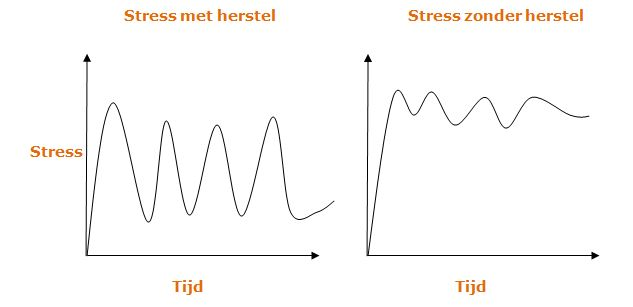 Stress met herstel
Stress zonder herstel
Stress
Tijd
Tijd